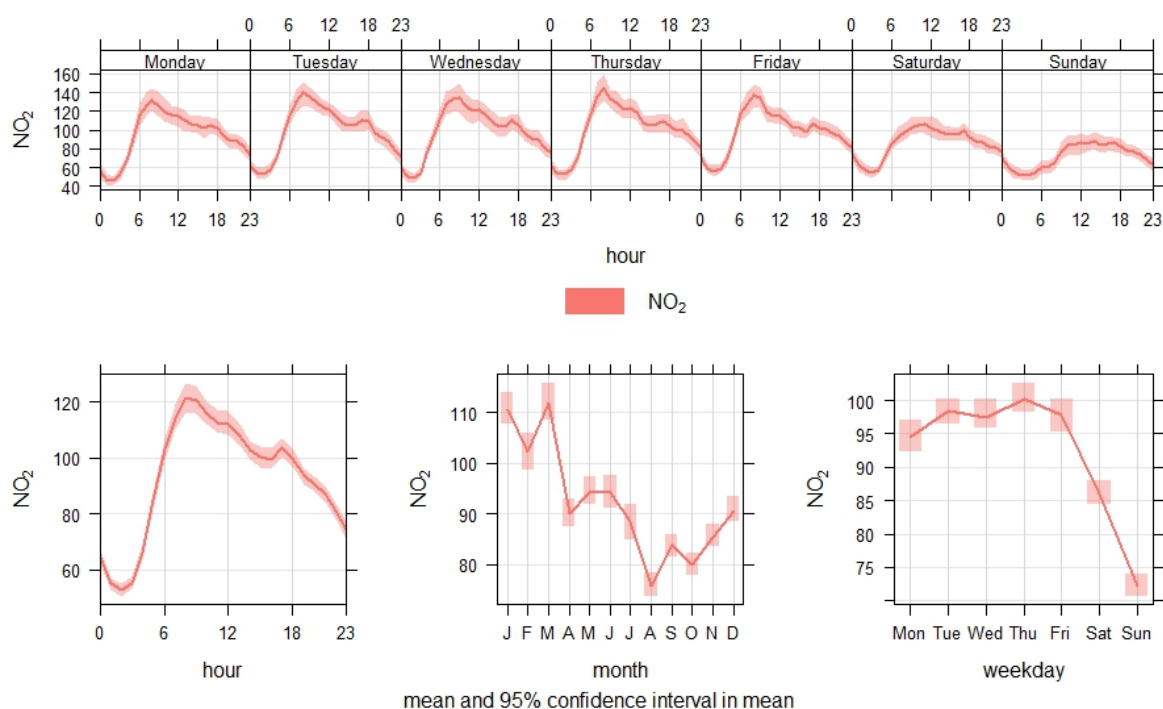 0 6 12 18 23 0 6 12 18 23 0 6 12 18 23
Monday Tuesday Wednesday Thursday Friday Saturday Sunday
160
140
120
100
80
60
40
NO₂
0 6 12 18 23 0 6 12 18 23 0 6 12 18 23 0 6 12 18 23
hour
NO₂
120
100
80
60
NO₂
0 6 12 18 23
hour
110
100
90
80
NO₂
J F M A M J J A S O N D
month
100
95
90
85
80
75
NO₂
Mon Tue Wed Thu Fri Sat Sun
weekday
mean and 95% confidence interval in mean